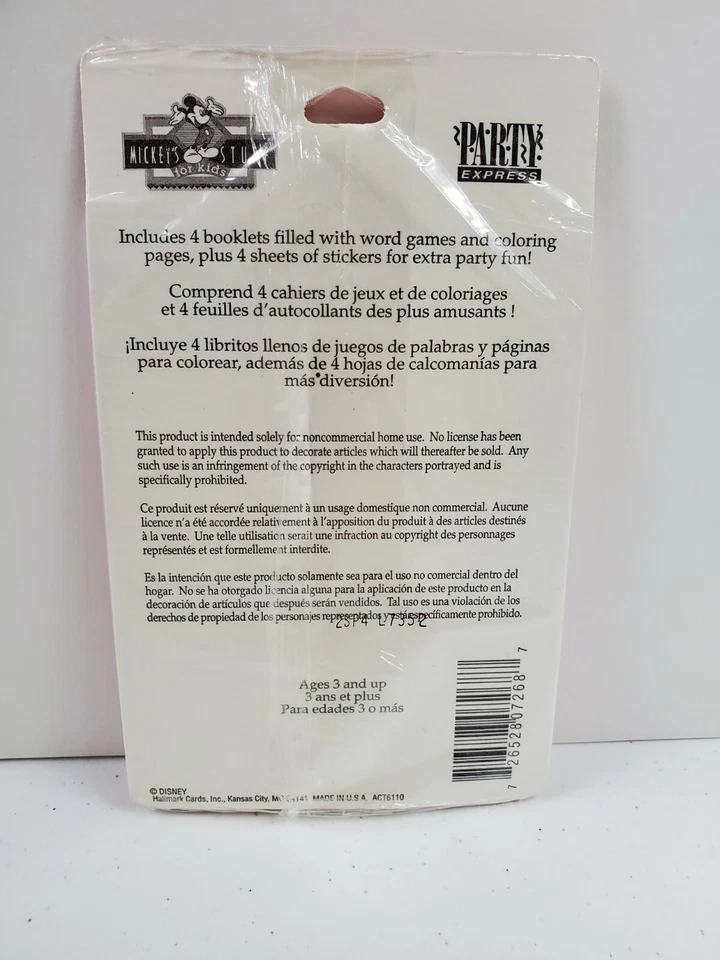 MICKEY'S STU
for kids
PARTY
EXPRESS
Includes 4 booklets filled with word games and coloring
pages, plus 4 sheets of stickers for extra party fun!
Comprend 4 cahiers de jeux et de coloriages
et 4 feuilles d'autocollants des plus amusants !
¡Incluye 4 libritos llenos de juegos de palabras y páginas
para colorear, además de 4 hojas de calcomanías para
más diversión!
This product is intended solely for noncommercial home use. No license has been
granted to apply this product to decorate articles which will thereafter be sold. Any
such use is an infringement of the copyright in the characters portrayed and is
specifically prohibited.
Ce produit est réservé uniquement à un usage domestique non commercial. Aucune
licence n'a été accordée relativement à l'apposition du produit à des articles destinés
à la vente. Une telle utilisation serait une infraction au copyright des personnages
représentés et est formellement interdite.
Es la intención que este producto solamente sea para el uso no comercial dentro del
hogar. No se ha otorgado licencia alguna para la aplicación de este producto en la
decoración de artículos que después serán vendidos. Tal uso es una violación de los
derechos de propiedad de los personajes representados y está específicamente prohibido.
Ages 3 and up
3 ans et plus
Para edades 3 o más
7 26528 07268 7
© DISNEY
Hallmark Cards, Inc., Kansas City, MADE IN U.S.A. ACT6110